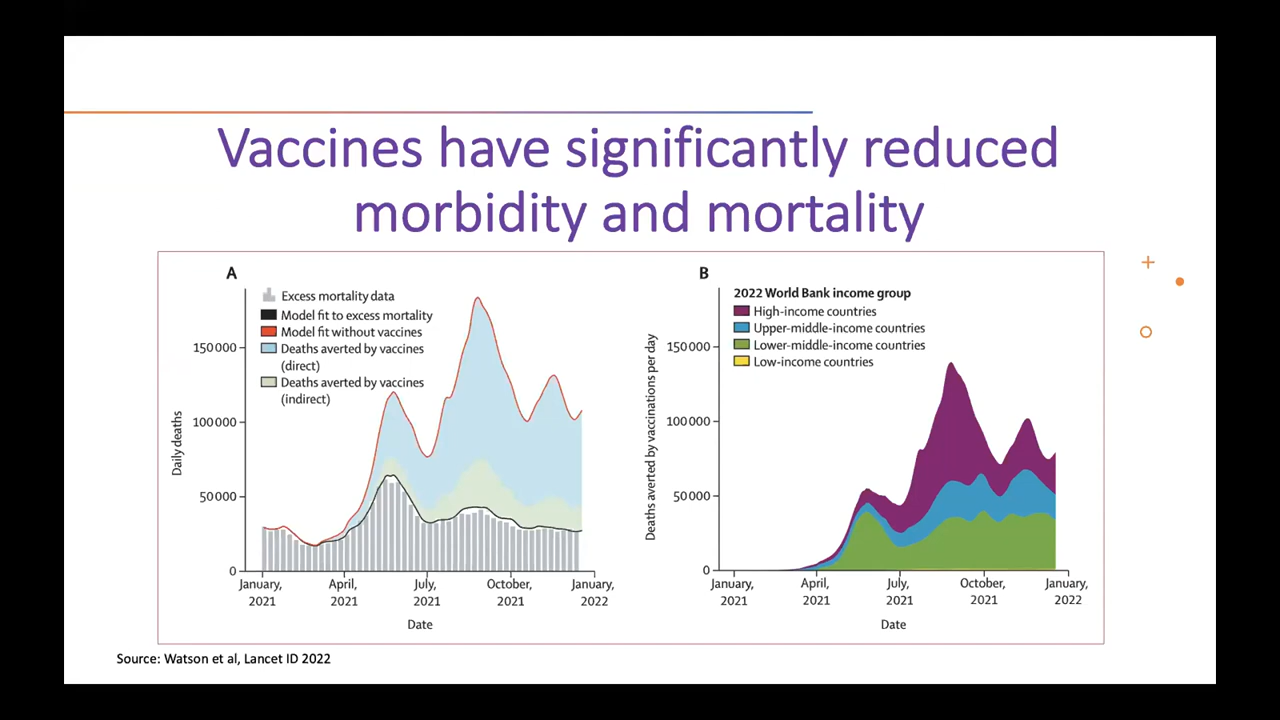 Vaccines have significantly reduced
morbidity and mortality
A
Excess mortality data
Model fit to excess mortality
Model fit without vaccines
Deaths averted by vaccines
(direct)
Deaths averted by vaccines
(indirect)
150 000
100 000
50 000
0
Daily deaths
January,
2021
April,
2021
July,
2021
October,
2021
January,
2022
Date
B
2022 World Bank income group
High-income countries
Upper-middle-income countries
Lower-middle-income countries
Low-income countries
150 000
100 000
50 000
0
Deaths averted by vaccinations per day
January,
2021
April,
2021
July,
2021
October,
2021
January,
2022
Date
Source: Watson et al, Lancet ID 2022